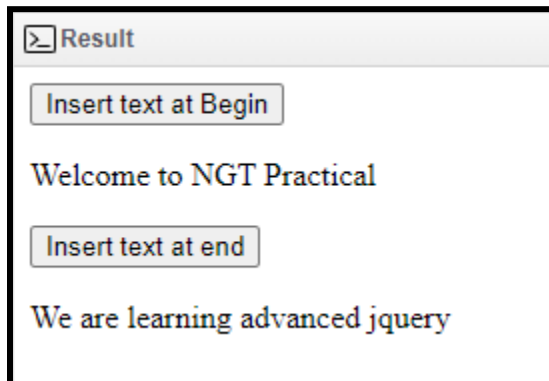 Result
Insert text at Begin
Welcome to NGT Practical
Insert text at end
We are learning advanced jquery